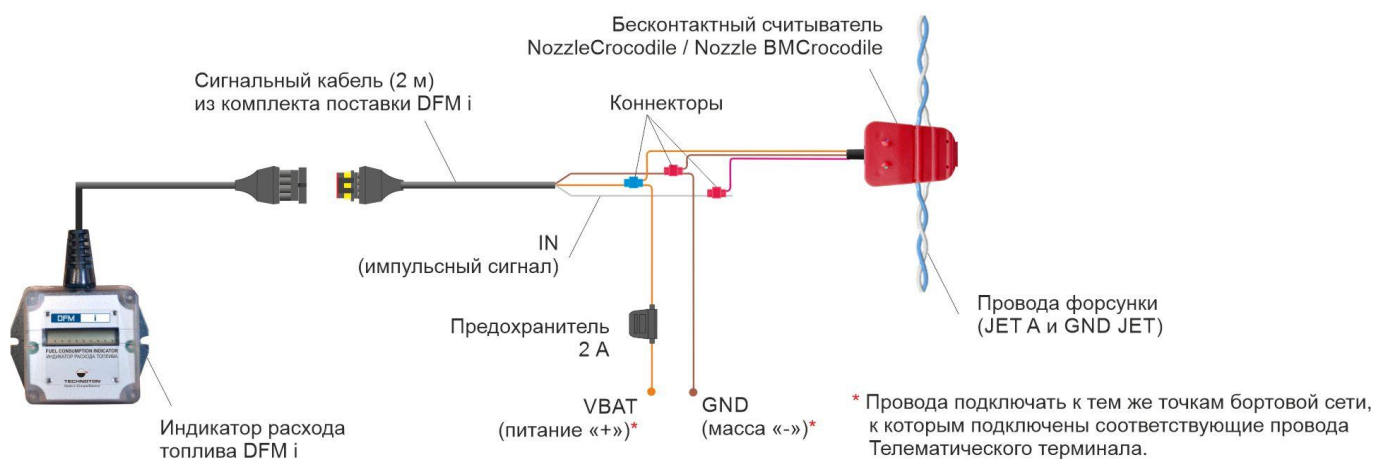 Бесконтактный считыватель
NozzleCrocodile / Nozzle BMCrocodile
Сигнальный кабель (2 м)
из комплекта поставки DFM i
Коннекторы
IN
(импульсный сигнал)
Предохранитель
2 А
Провода форсунки
(JET A и GND JET)
DFM i
FUEL CONSUMPTION INDICATOR
ИНДИКАТОР РАСХОДА ТОПЛИВА
TECHNOTON
VBAT
(питание «+»)*
GND
(масса «-»)*
* Провода подключать к тем же точкам бортовой сети,
к которым подключены соответствующие провода
Телематического терминала.
Индикатор расхода
топлива DFM i